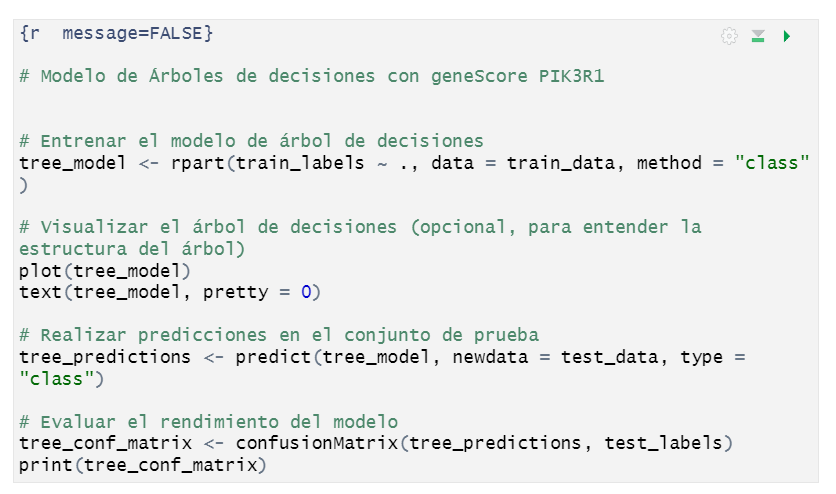 {r  message=FALSE}
# Modelo de Árboles de decisiones con geneScore PIK3R1
# Entrenar el modelo de árbol de decisiones
tree_model <- rpart(train_labels ~ ., data = train_data, method = "class"
)
# Visualizar el árbol de decisiones (opcional, para entender la
estructura del árbol)
plot(tree_model)
text(tree_model, pretty = 0)
# Realizar predicciones en el conjunto de prueba
tree_predictions <- predict(tree_model, newdata = test_data, type =
"class")
# Evaluar el rendimiento del modelo
tree_conf_matrix <- confusionMatrix(tree_predictions, test_labels)
print(tree_conf_matrix)